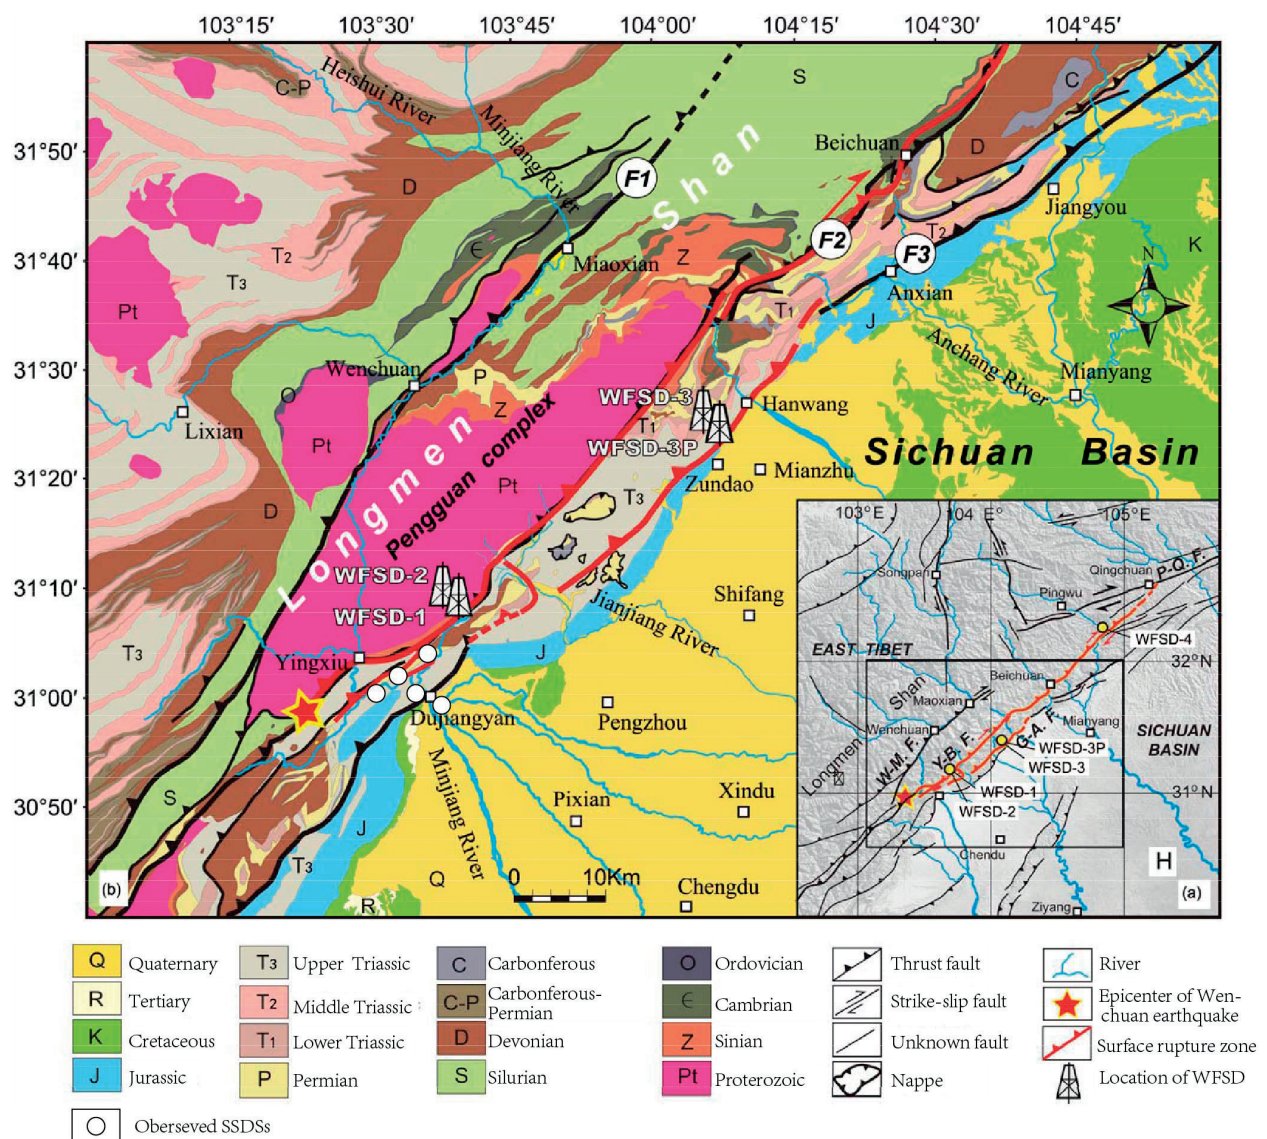 103°15′ 103°30′ 103°45′ 104°00′ 104°15′ 104°30′ 104°45′
31°50′
31°40′
31°30′
31°20′
31°10′
31°00′
30°50′
C-P
Heishui River
Minjiang River
S
C
Beichuan
D
D
F1
Shan
Jiangyou
T2
F2
F3
T2
K
N
Є
Miaoxian
Z
T3
Pt
Anxian
T1
J
Anchang River
Wenchuan
P
Mianyang
O
Z
WFSD-3
Hanwang
Lixian
Pt
T1
WFSD-3P
Sichuan Basin
Longmen
Pengguan complex
Mianzhu
Zundao
Pt
T3
D
WFSD-2
WFSD-1
Jianjiang River
Shifang
T3
Yingxiu
J
Dujiangyan
Pengzhou
Minjiang River
S
Pixian
Xindu
J
T3
Q
0 10Km
Chengdu
R
(b)
103°E 104 E° 105°E
Songpan
Qingchuan
P.-Q. F.
Pingwu
WFSD-4
EAST TIBET
32°N
Beichuan
Shan
Maoxian
Wenchuan
Mianyang
SICHUAN
BASIN
G.-A. F.
Y-B. F.
W-M. F.
Longmen
WFSD-3P
WFSD-3
WFSD-1
31°N
WFSD-2
Chendu
H
(a)
Ziyang
Q Quaternary
R Tertiary
K Cretaceous
J Jurassic
T3 Upper Triassic
T2 Middle Triassic
T1 Lower Triassic
P Permian
C Carbonferous
C-P Carbonferous-
Permian
D Devonian
S Silurian
O Ordovician
Є Cambrian
Z Sinian
Pt Proterozoic
Thrust fault
Strike-slip fault
Unknown fault
Nappe
River
Epicenter of Wen-
chuan earthquake
Surface rupture zone
Location of WFSD
Oberseved SSDSs